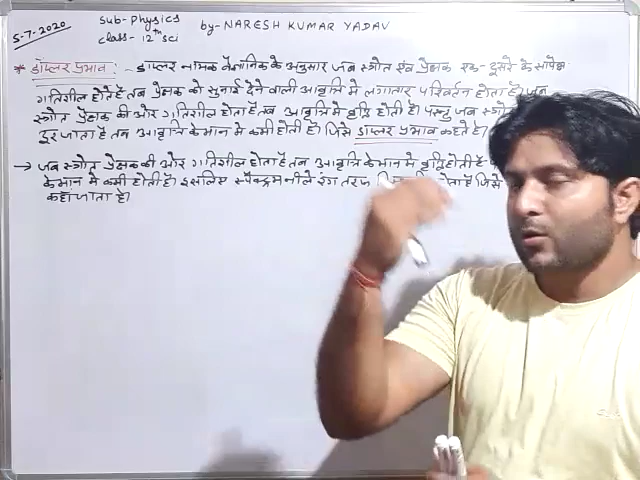 5-7-2020
Sub-Physics by-NARESH KUMAR YADAV
class- 12th sci
* डॉप्लर प्रभाव :- डॉप्लर नामक वैज्ञानिक के अनुसार जब स्त्रोत एवं प्रेक्षक एक-दूसरे के सापेक्ष
गतिशील होते है तब प्रेक्षक को सुनाई देने वाली आवृत्ति मे लगातार परिवर्तन होता है। जब
स्त्रोत प्रेक्षक की ओर गतिशील होता है तब आवृत्ति मे वृद्धि होती है। परन्तु जब स्त्रोत
दूर जाता है तब आवृत्ति के मान मे कमी होती है। जिसे डॉप्लर प्रभाव कहते है।
→ जब स्त्रोत प्रेक्षक की ओर गतिशील होता है तब आवृत्ति के मान मे वृद्धि होती है
के मान मे कमी होती है। इसलिए स्पेक्ट्रम नीले रंग तरफ होता है जिसे
कहा जाता है।